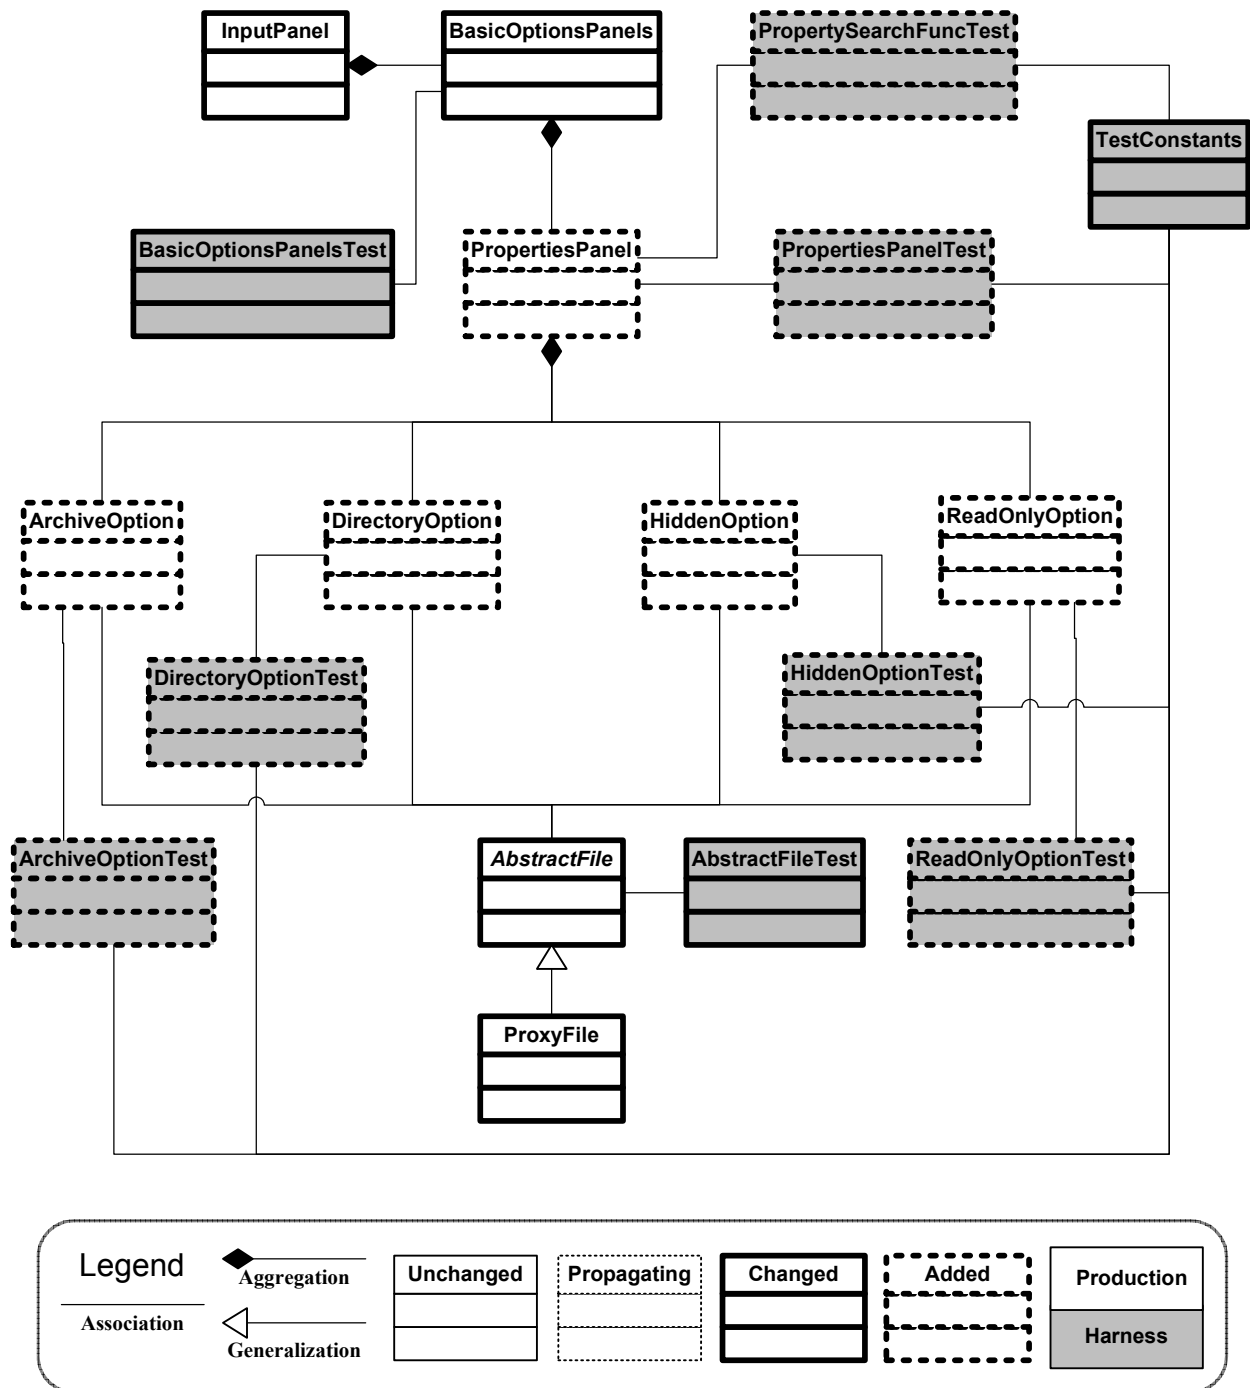 InputPanel
BasicOptionsPanels
PropertySearchFuncTest
TestConstants
BasicOptionsPanelsTest
PropertiesPanel
PropertiesPanelTest
ArchiveOption
DirectoryOption
HiddenOption
ReadOnlyOption
DirectoryOptionTest
HiddenOptionTest
ArchiveOptionTest
AbstractFile
AbstractFileTest
ReadOnlyOptionTest
ProxyFile
Legend
Association
Aggregation
Generalization
Unchanged
Propagating
Changed
Added
Production
Harness